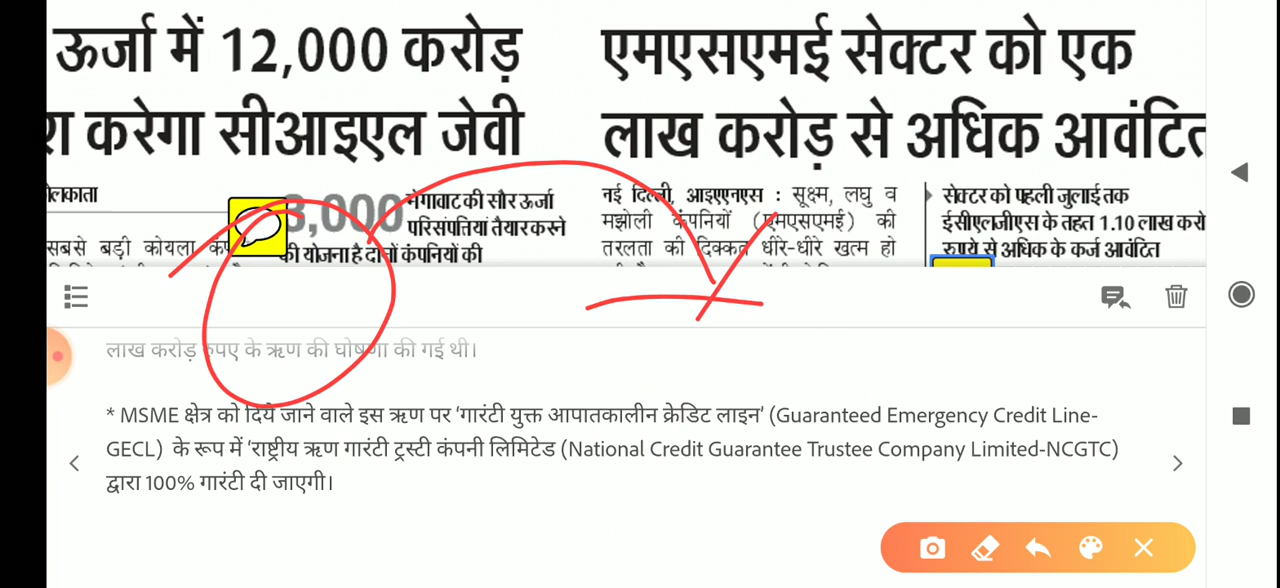 ऊर्जा में 12,000 करोड़
करेगा सीआइएल जेवी
3,000 मेगावाट की सौर ऊर्जा
परिसंपत्तियां तैयार करने
की योजना है दोनों कंपनियों की
सबसे बड़ी कोयला
एमएसएमई सेक्टर को एक
लाख करोड़ से अधिक आवंटित
नई दिल्ली, आइएएनएस : सूक्ष्म, लघु व
मझोली कंपनियों (एमएसएमई) की
तरलता की दिक्कत धीरे-धीरे खत्म हो
सेक्टर को पहली जुलाई तक
ईसीएलजीएस के तहत 1.10 लाख करो
रुपये से अधिक के कर्ज आवंटित
लाख करोड़ रुपए के ऋण की घोषणा की गई थी।
* MSME क्षेत्र को दिये जाने वाले इस ऋण पर 'गारंटी युक्त आपातकालीन क्रेडिट लाइन' (Guaranteed Emergency Credit Line-
GECL) के रूप में 'राष्ट्रीय ऋण गारंटी ट्रस्टी कंपनी लिमिटेड (National Credit Guarantee Trustee Company Limited-NCGTC)
द्वारा 100% गारंटी दी जाएगी।